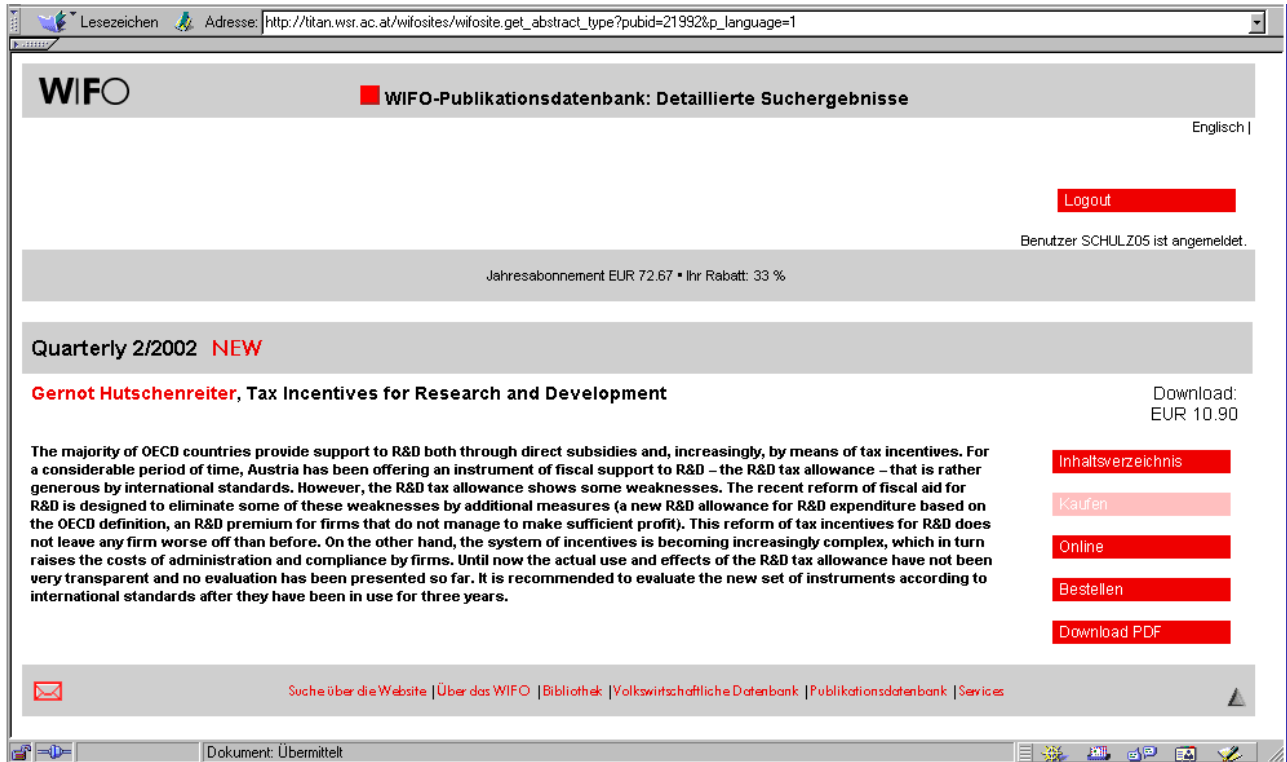 Lesezeichen Adresse: http://titan.wsr.ac.at/wifosites/wifosite.get_abstract_type?pubid=21992&p_language=1
WIFO
WIFO-Publikationsdatenbank: Detaillierte Suchergebnisse
Englisch |
Logout
Benutzer SCHULZ05 ist angemeldet.
Jahresabonnement EUR 72.67 • Ihr Rabatt: 33 %
Quarterly 2/2002 NEW
Gernot Hutschenreiter, Tax Incentives for Research and Development
Download:
EUR 10.90
The majority of OECD countries provide support to R&D both through direct subsidies and, increasingly, by means of tax incentives. For
a considerable period of time, Austria has been offering an instrument of fiscal support to R&D – the R&D tax allowance – that is rather
generous by international standards. However, the R&D tax allowance shows some weaknesses. The recent reform of fiscal aid for
R&D is designed to eliminate some of these weaknesses by additional measures (a new R&D allowance for R&D expenditure based on
the OECD definition, an R&D premium for firms that do not manage to make sufficient profit). This reform of tax incentives for R&D does
not leave any firm worse off than before. On the other hand, the system of incentives is becoming increasingly complex, which in turn
raises the costs of administration and compliance by firms. Until now the actual use and effects of the R&D tax allowance have not been
very transparent and no evaluation has been presented so far. It is recommended to evaluate the new set of instruments according to
international standards after they have been in use for three years.
Inhaltsverzeichnis
Kaufen
Online
Bestellen
Download PDF
Suche über die Website |Über das WIFO |Bibliothek |Volkswirtschaftliche Datenbank |Publikationsdatenbank |Services
Dokument: Übermittelt